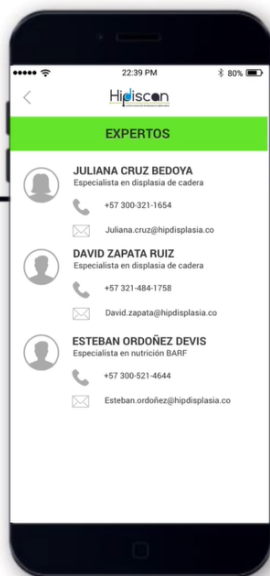 22:39 PM
80%
Hipiscan
EXPERTOS
JULIANA CRUZ BEDOYA
Especialista en displasia de cadera
+57 300-321-1654
Juliana.cruz@hipdisplasia.co
DAVID ZAPATA RUIZ
Especialista en displasia de cadera
+57 321-484-1758
David.zapata@hipdisplasia.co
ESTEBAN ORDOÑEZ DEVIS
Especialista en nutrición BARF
+57 300-521-4644
Esteban.ordoñez@hipdisplasia.co